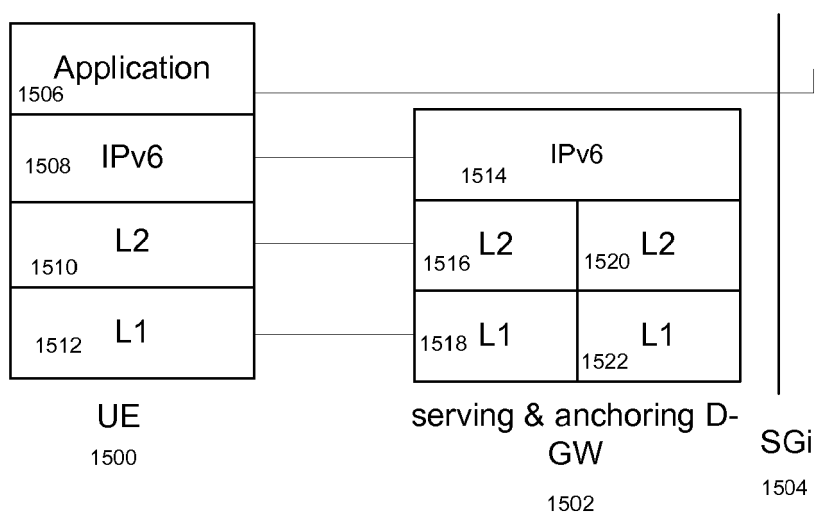 Application
1506
1508 IPv6
IPv6
1514
L2
1510
1516 L2
1520 L2
L1
1512
1518 L1
L1
1522
UE
1500
serving & anchoring D-
GW
1502
SGi
1504